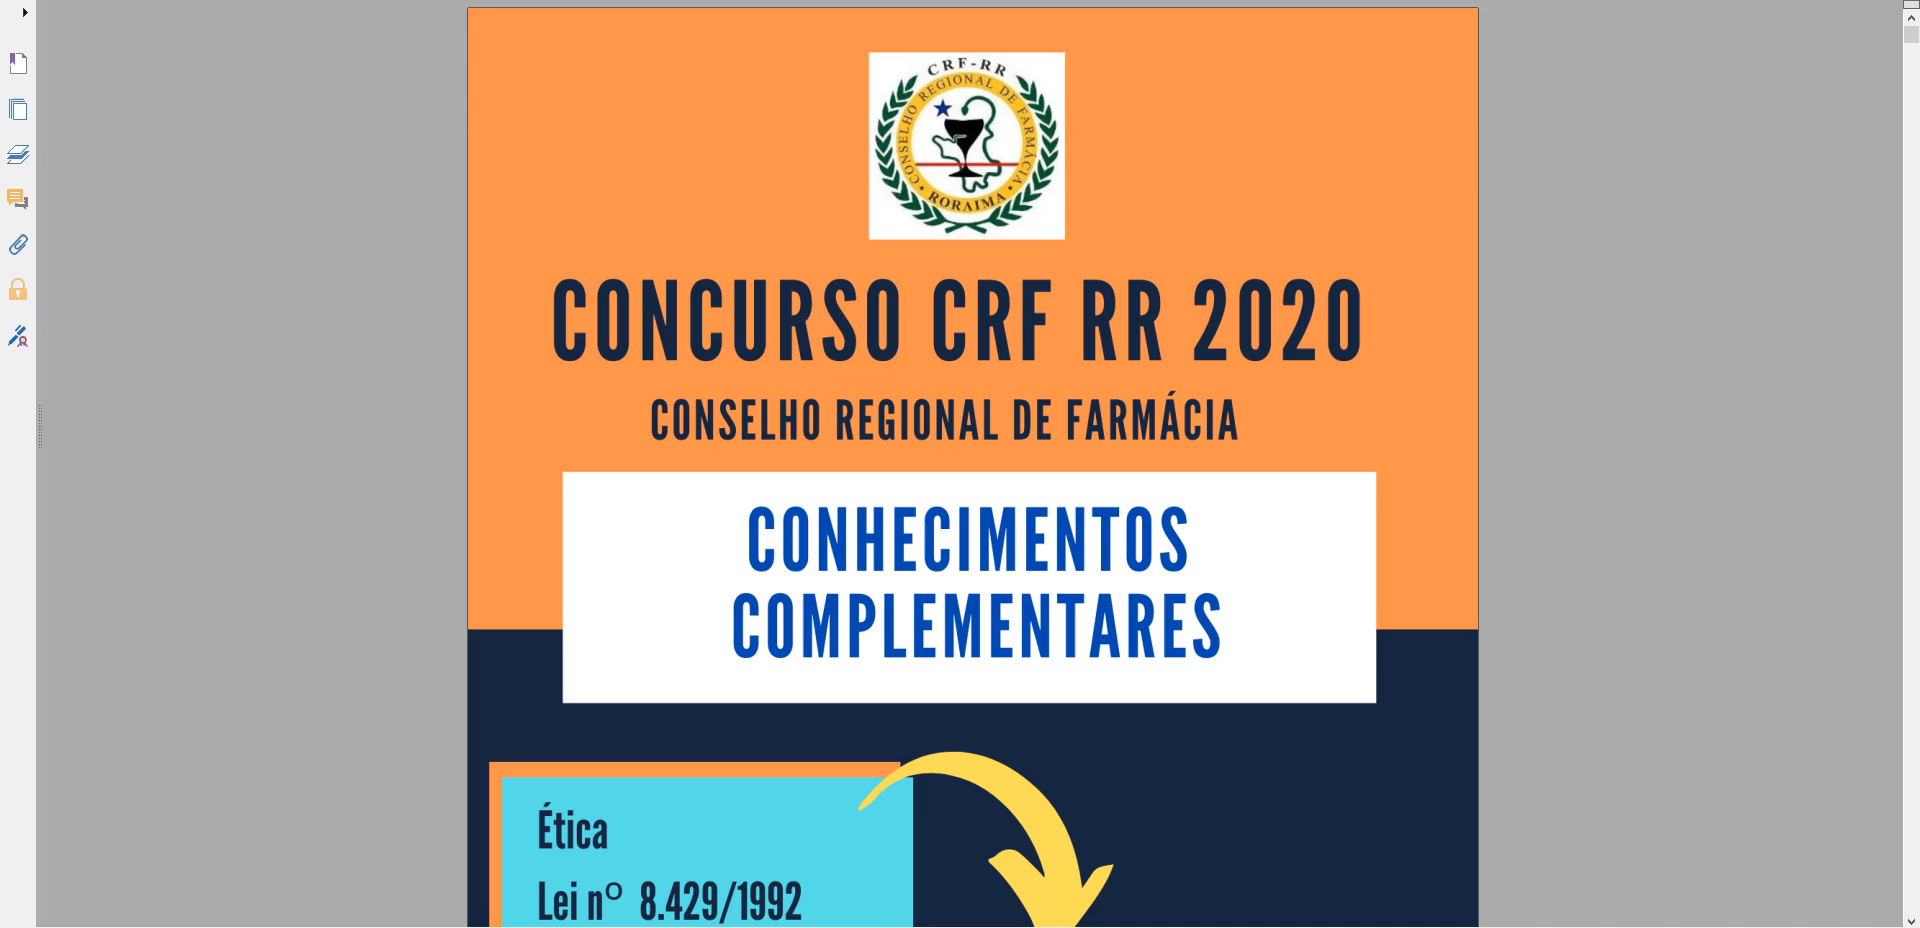 CRF-RR
CONSELHO REGIONAL DE FARMÁCIA
RORAIMA
CONCURSO CRF RR 2020
CONSELHO REGIONAL DE FARMÁCIA
CONHECIMENTOS
COMPLEMENTARES
Ética
Lei nº 8.429/1992